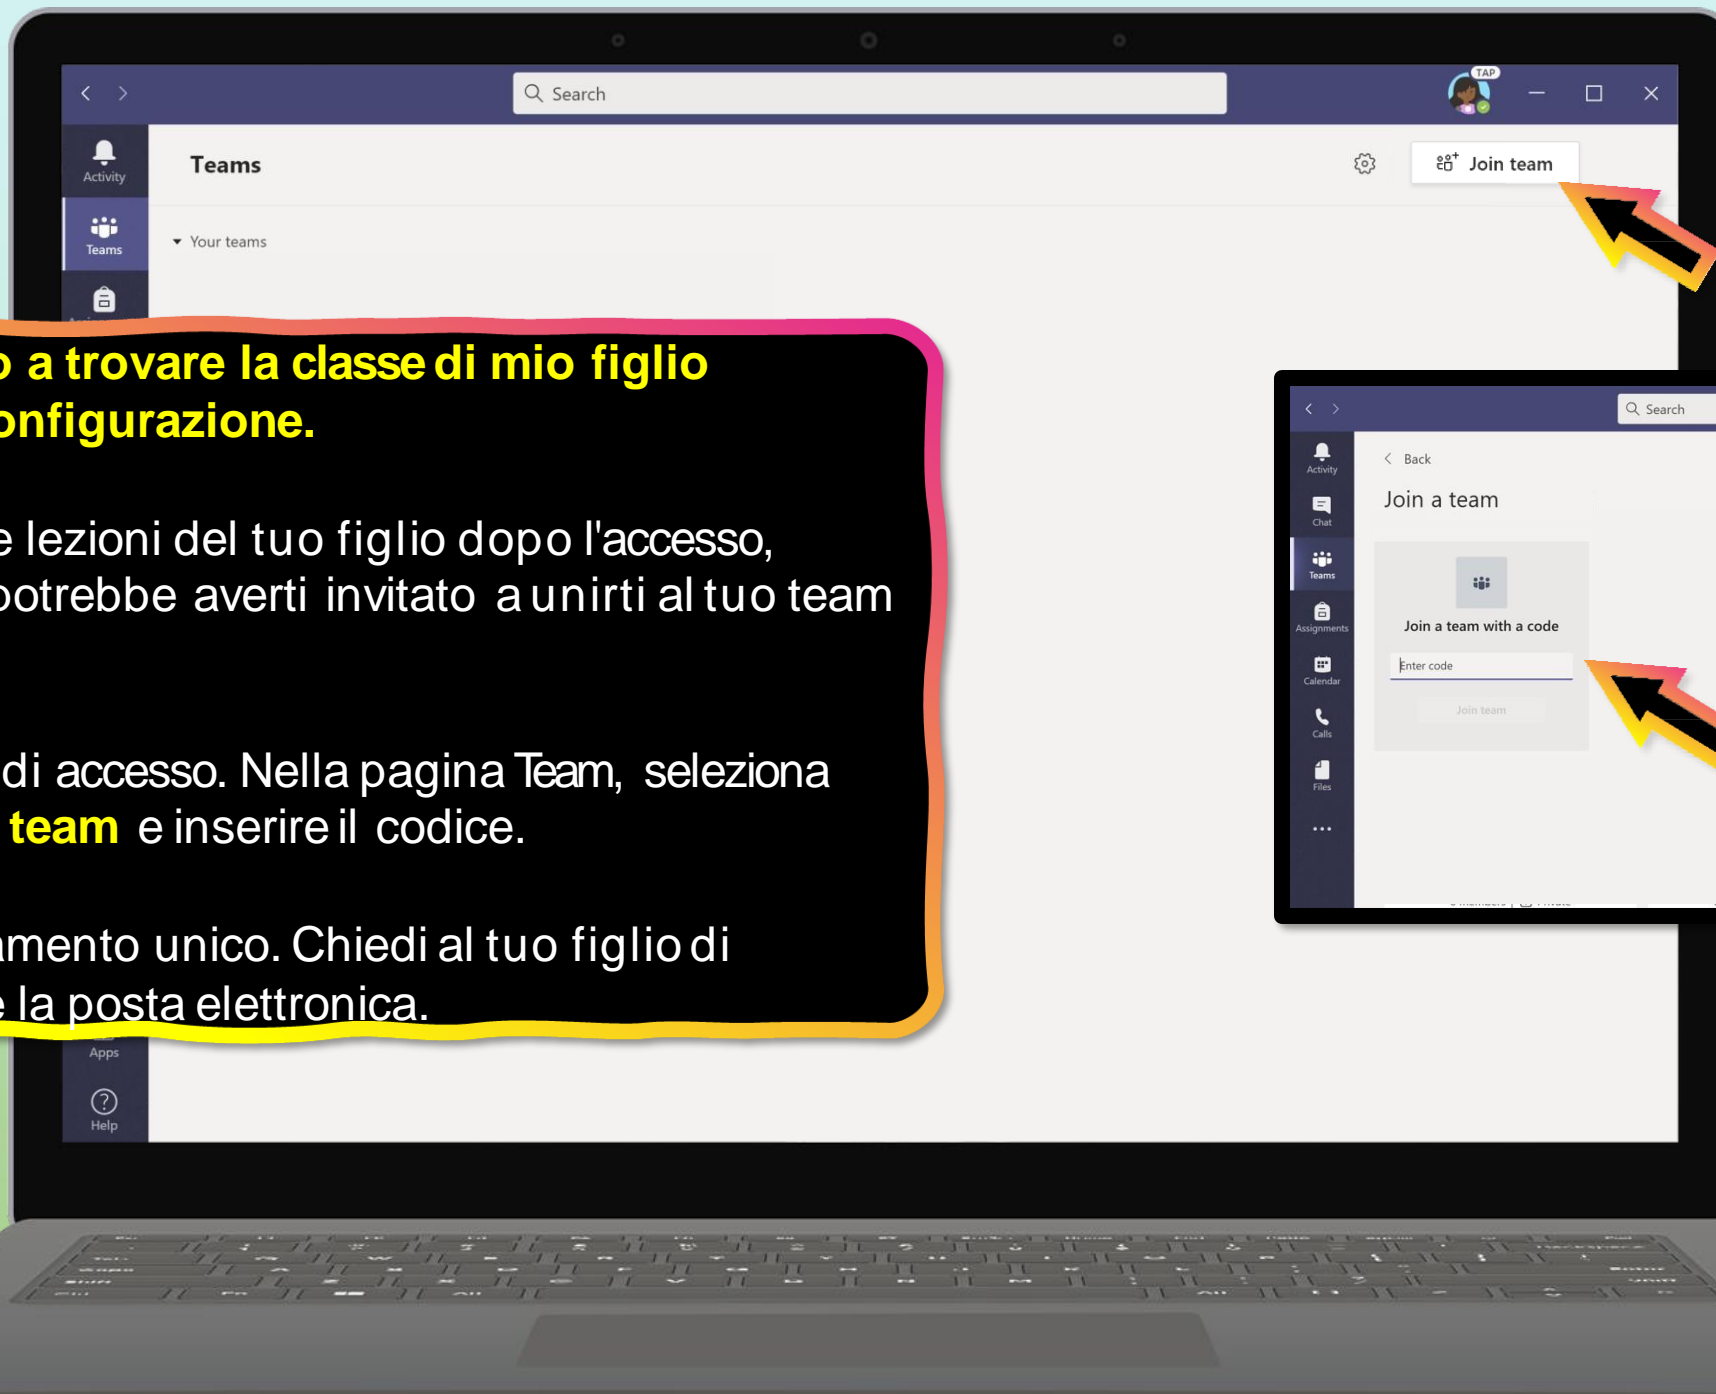 TAP
Search
Activity
Teams
Join team
Teams
Your teams
o a trovare la classe di mio figlio
onfigurazione.
e lezioni del tuo figlio dopo l'accesso,
potrebbe averti invitato a unirti al tuo team
di accesso. Nella pagina Team, seleziona
team e inserire il codice.
amento unico. Chiedi al tuo figlio di
e la posta elettronica.
Apps
Help
Search
Activity
Back
Join a team
Chat
Teams
Join a team with a code
Assignments
Enter code
Calendar
Join team
Calls
Files